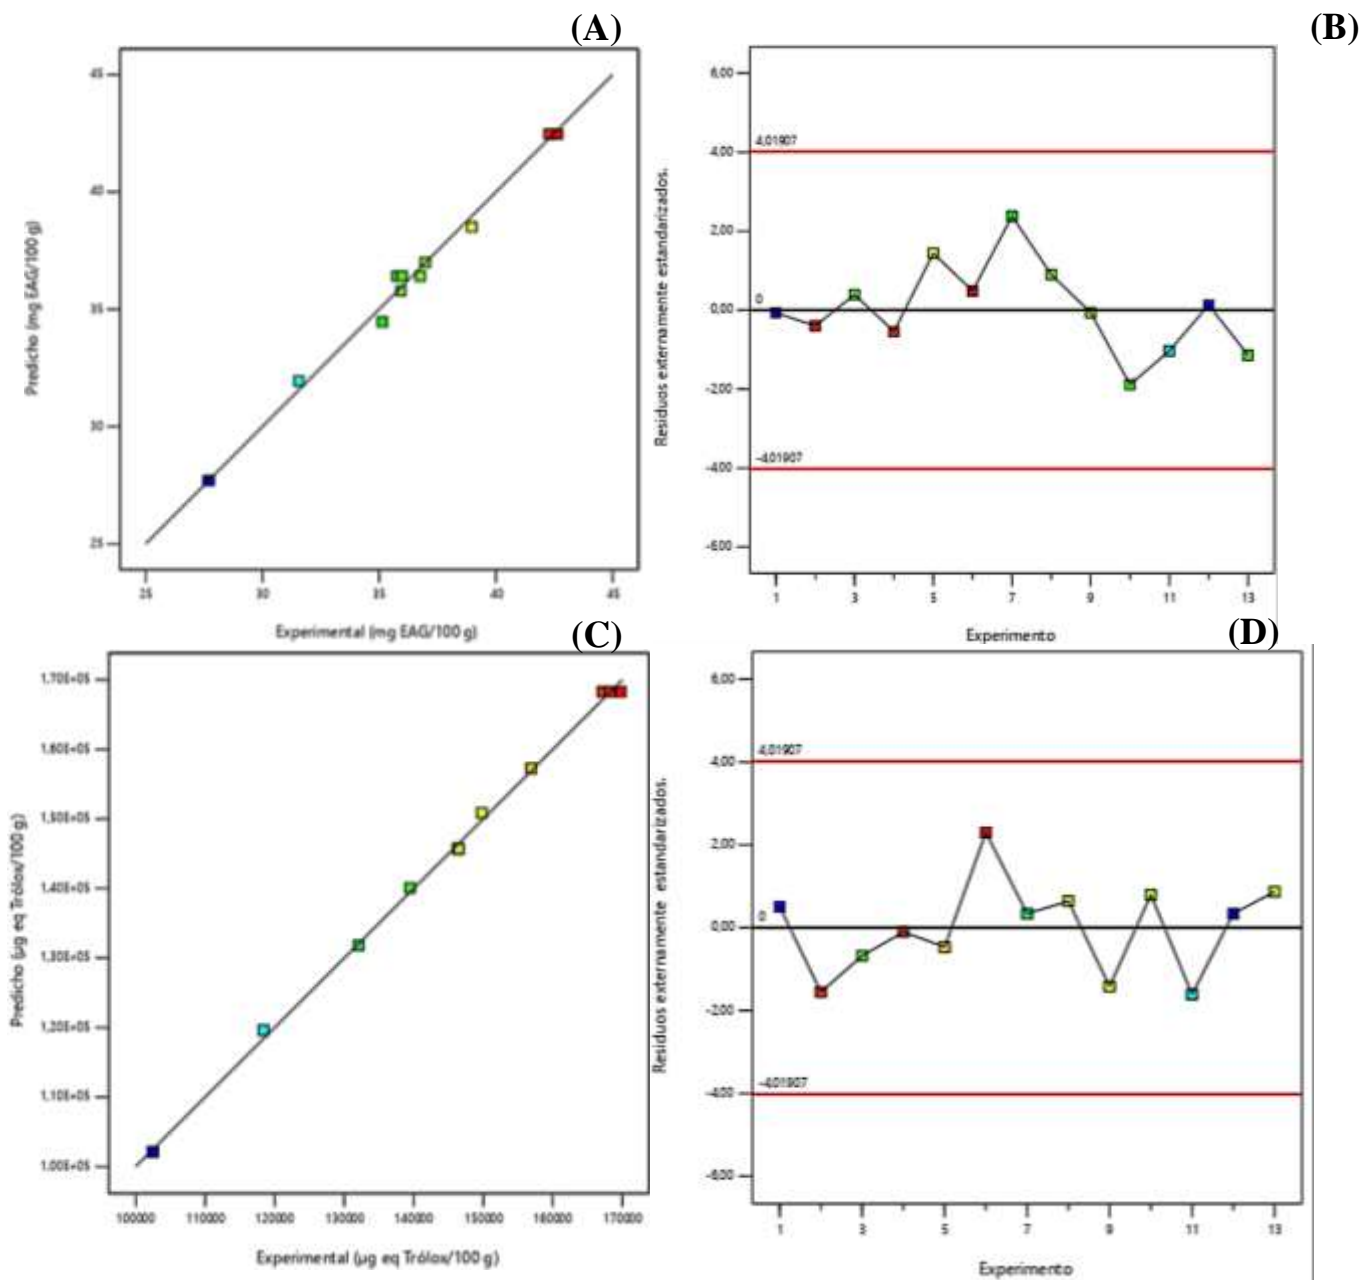 (A)
45
40
35
30
25
Predicho (mg EAG/100 g)
25 30 35 40 45
Experimental (mg EAG/100 g)
(B)
6,00
4,00
2,00
0,00
-2,00
-4,00
-6,00
4,01907
0
-4,01907
Residuos externamente estandarizados.
1 3 5 7 9 11 13
Experimento
(C)
1,70E+05
1,60E+05
1,50E+05
1,40E+05
1,30E+05
1,20E+05
1,10E+05
1,00E+05
Predicho (µg eq Trólox/100 g)
100000 110000 120000 130000 140000 150000 160000 170000
Experimental (µg eq Trólox/100 g)
(D)
6,00
4,00
2,00
0,00
-2,00
-4,00
-6,00
4,01907
0
-4,01907
Residuos externamente estandarizados.
1 3 5 7 9 11 13
Experimento